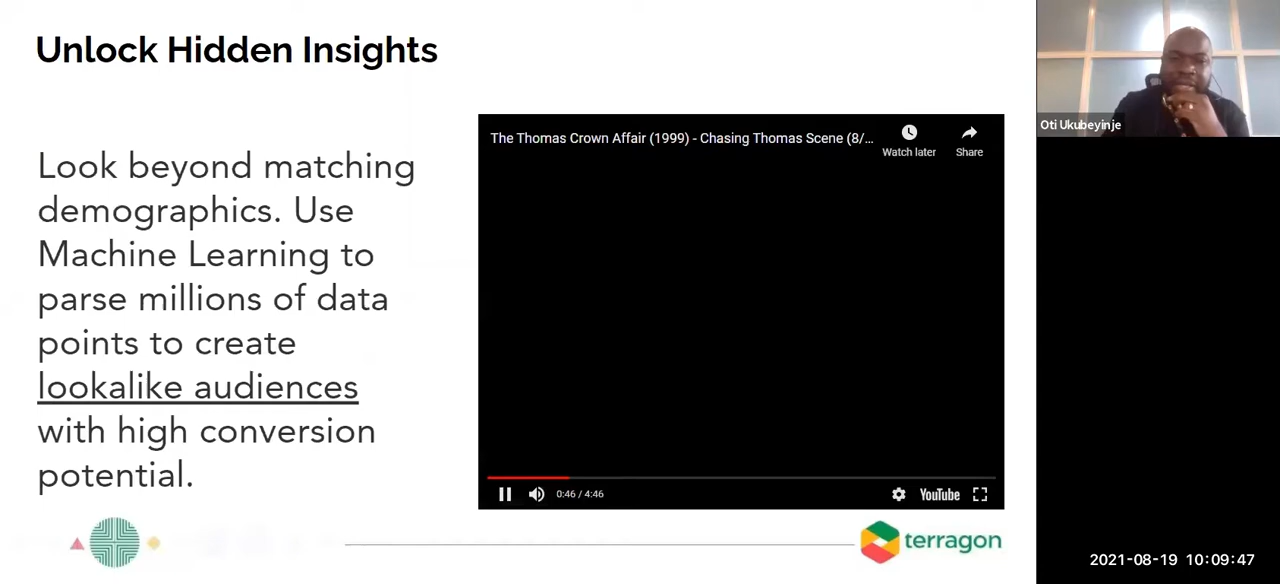 Unlock Hidden Insights
Look beyond matching
demographics. Use
Machine Learning to
parse millions of data
points to create
lookalike audiences
with high conversion
potential.
The Thomas Crown Affair (1999) - Chasing Thomas Scene (8/...
Watch later
Share
0:46 / 4:46
YouTube
terragon
Oti Ukubeyinje
2021-08-19 10:09:47